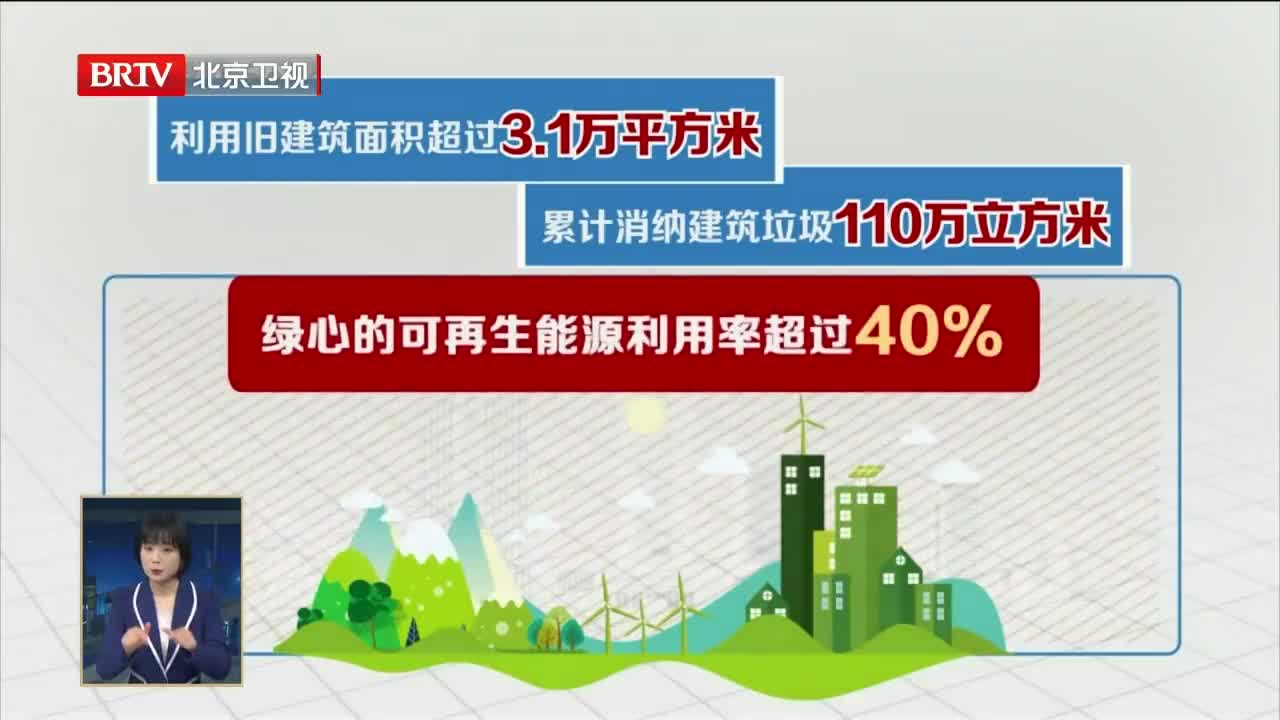 BRTV 北京卫视
利用旧建筑面积超过3.1万平方米
累计消纳建筑垃圾110万立方米
绿心的可再生能源利用率超过40%